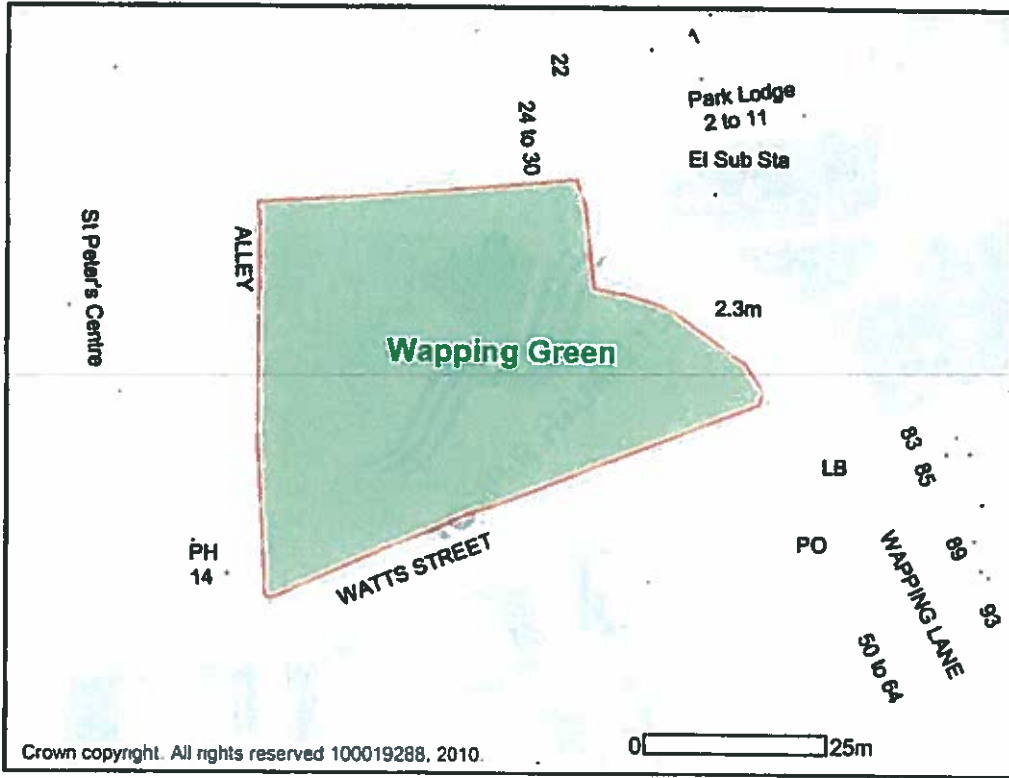 22
1
Park Lodge
2 to 11
24 to 30
El Sub Sta
St Peter's Centre
ALLEY
2.3m
Wapping Green
83
85
LB
PH
14
WATTS STREET
PO
WAPPING LANE
89
93
50 to 64
Crown copyright. All rights reserved 100019288, 2010.
0
25m